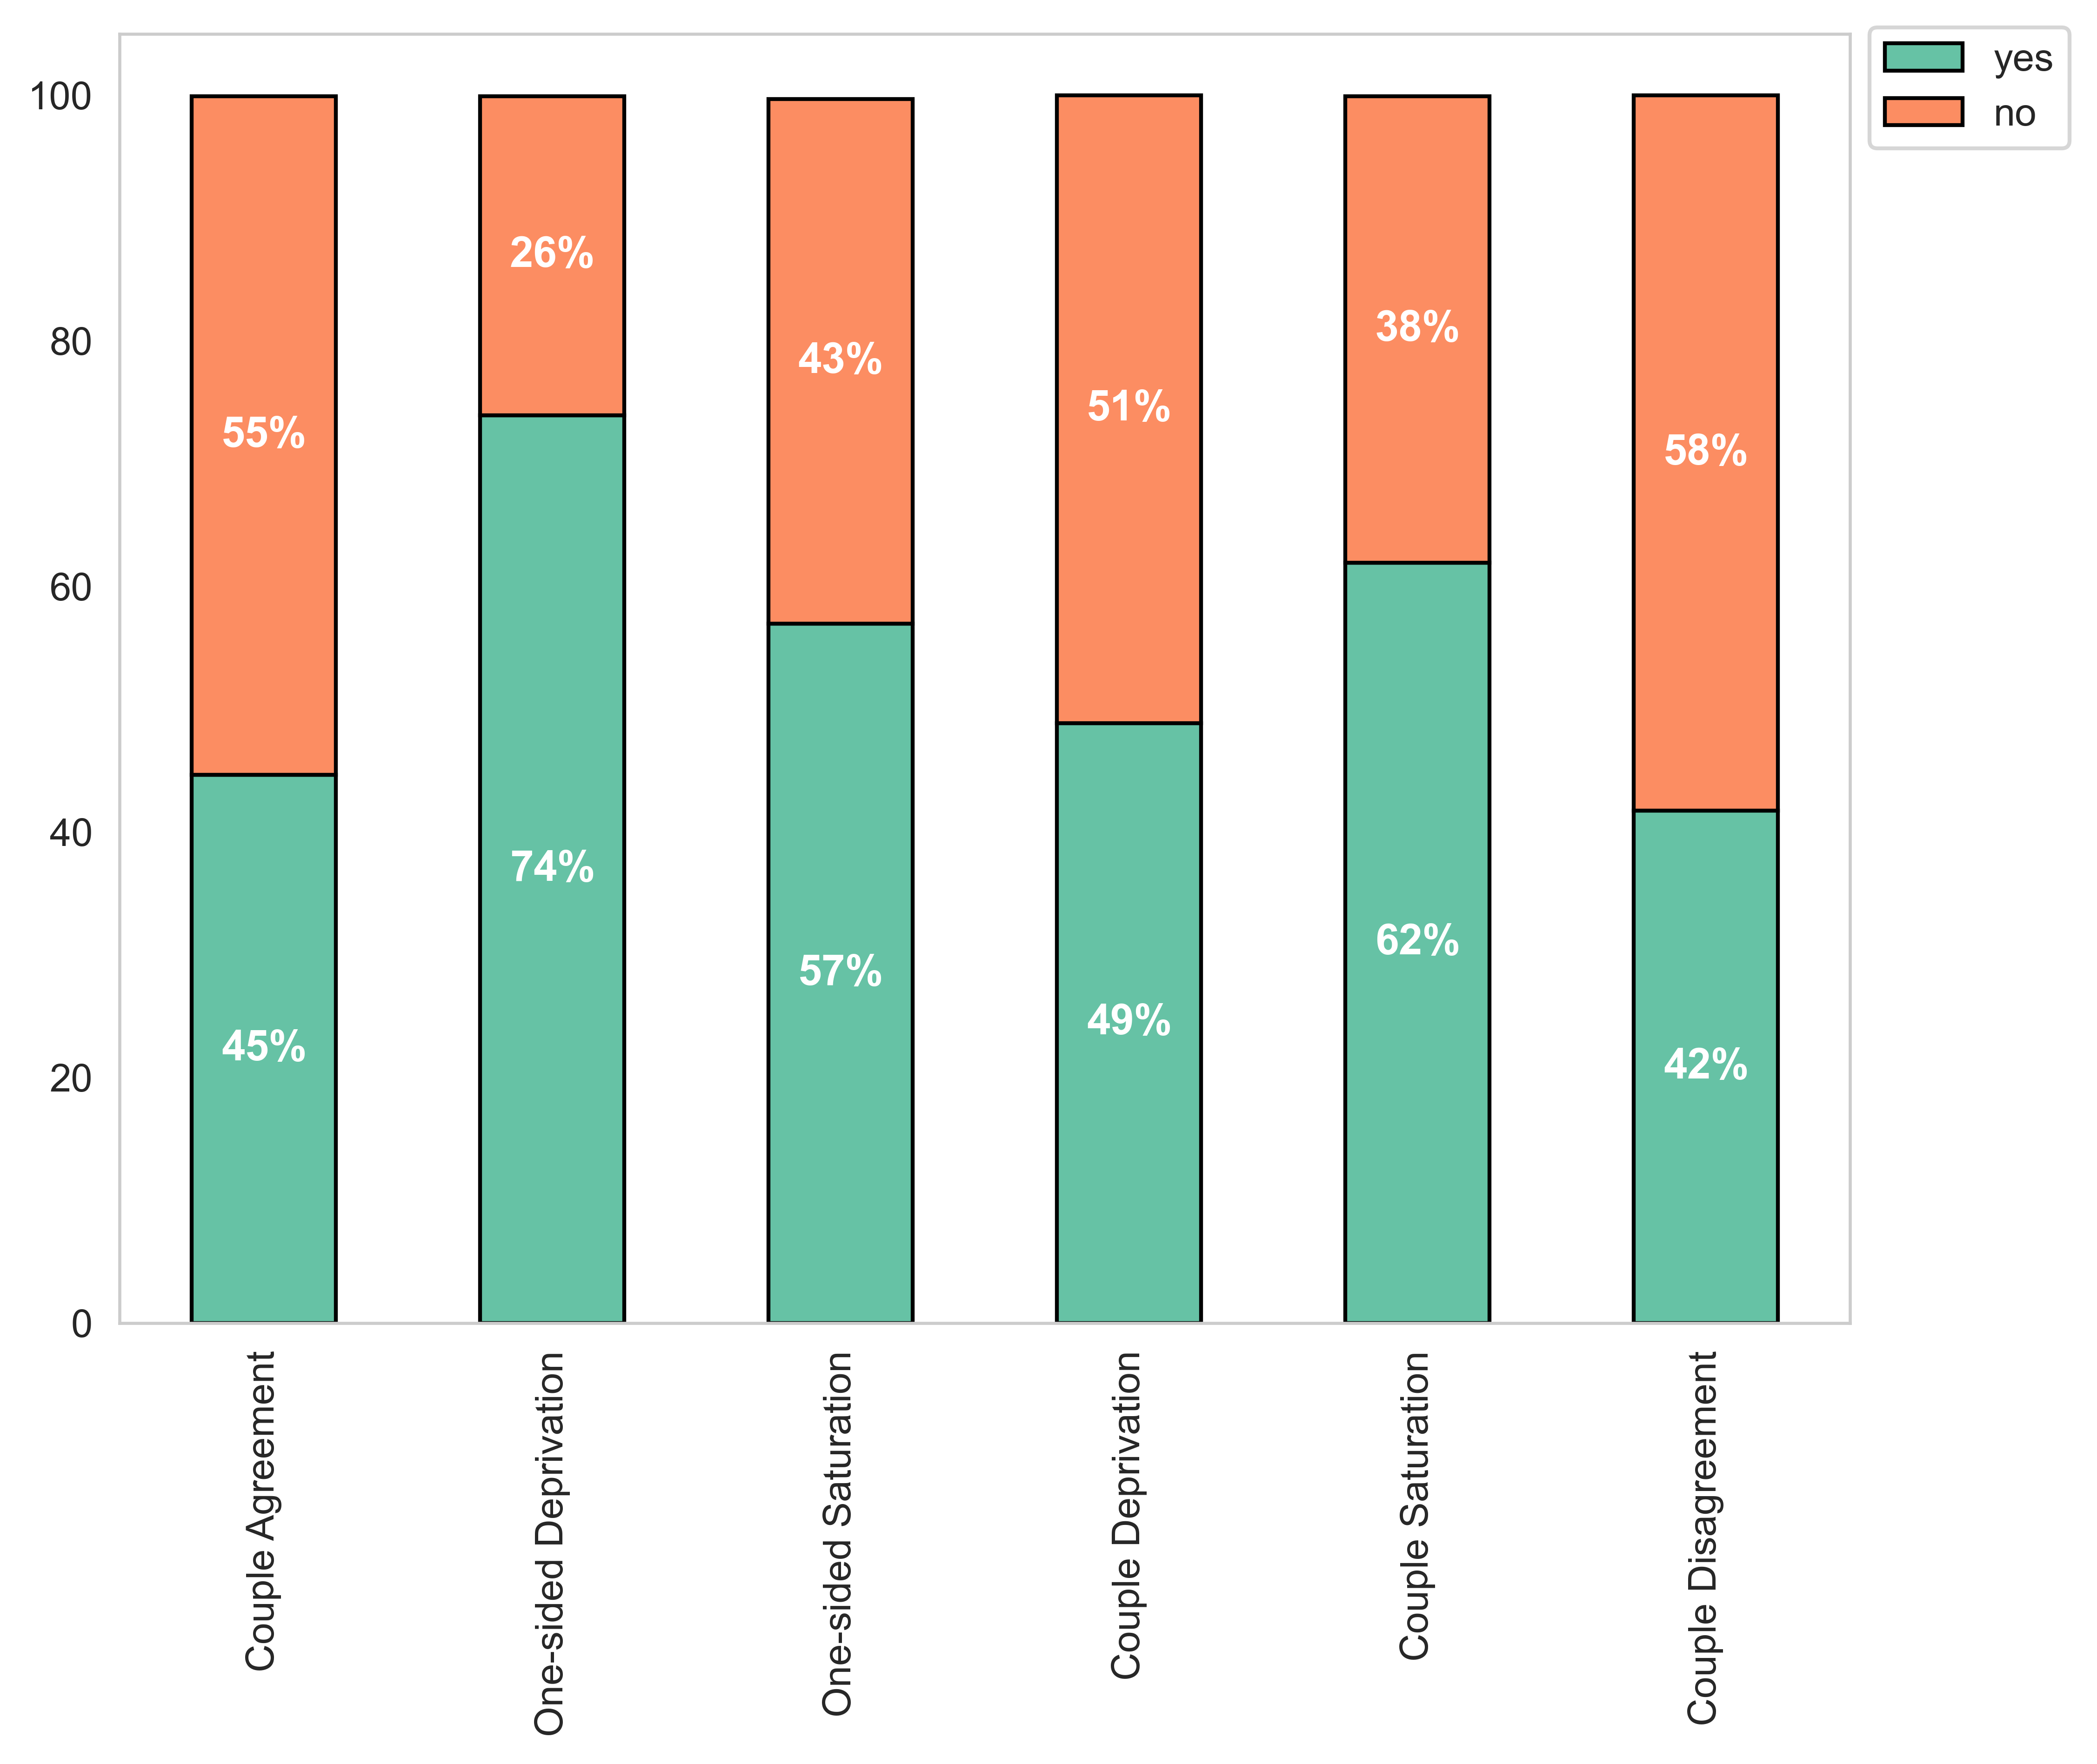 yes
no
100
80
60
40
20
0
55%
26%
43%
51%
38%
58%
45%
74%
57%
49%
62%
42%
Couple Agreement
One-sided Deprivation
One-sided Saturation
Couple Deprivation
Couple Saturation
Couple Disagreement